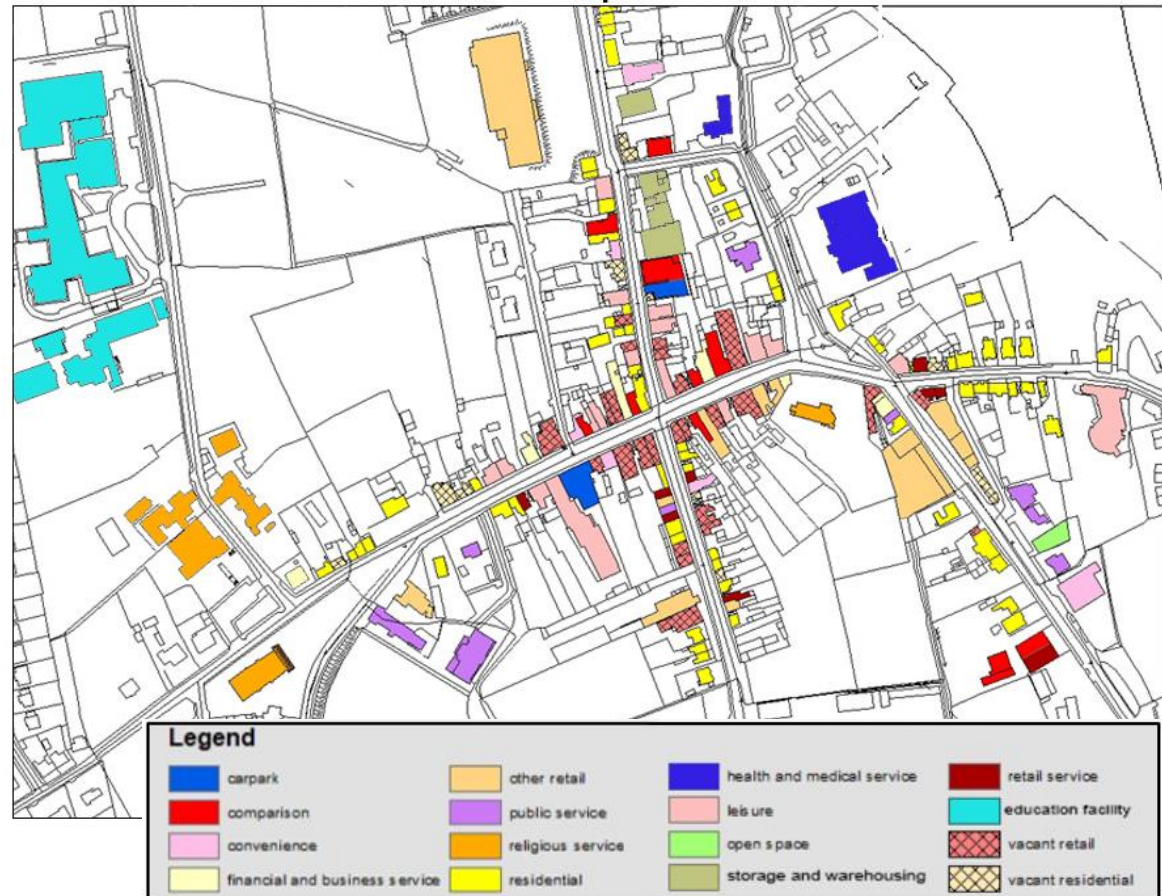 Legend
carpark
other retail
health and medical service
retail service
comparison
public service
leisure
education facility
convenience
religious service
open space
vacant retail
financial and business service
residential
storage and warehousing
vacant residential